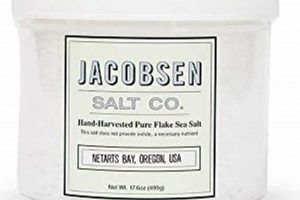 JACOBSEN
SALT CO.
Hand-Harvested Pure Flake Sea Salt
This salt does not provide iodide, a necessary nutrient
NETARTS BAY, OREGON, USA
Net Wt. 17.6oz (499g)